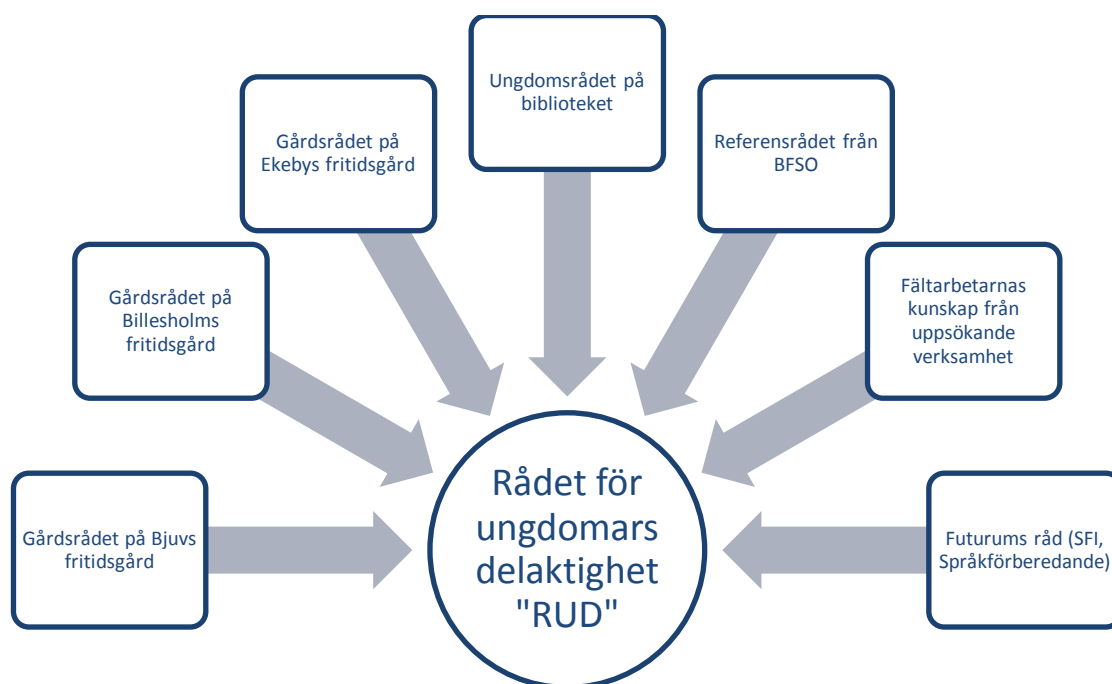 Ungdomsrådet på
biblioteket
Gårdsrådet på
Ekebys fritidsgård
Referensrådet från
BFSO
Gårdsrådet på
Billesholms
fritidsgård
Fältarbetarnas
kunskap från
uppsökande
verksamhet
Gårdsrådet på Bjuvs
fritidsgård
Rådet för
ungdomars
delaktighet
"RUD"
Futurums råd (SFI,
Språkförberedande)